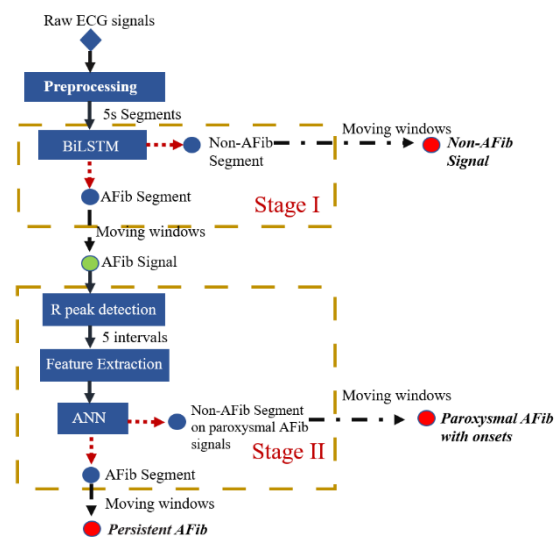 Raw ECG signals
Preprocessing
5s Segments
BiLSTM
Non-AFib
Segment
Moving windows
Non-AFib
Signal
AFib Segment
Stage I
Moving windows
AFib Signal
R peak detection
5 intervals
Feature Extraction
ANN
Non-AFib Segment
on paroxysmal AFib
signals
Moving windows
Paroxysmal AFib
with onsets
Stage II
AFib Segment
Moving windows
Persistent AFib